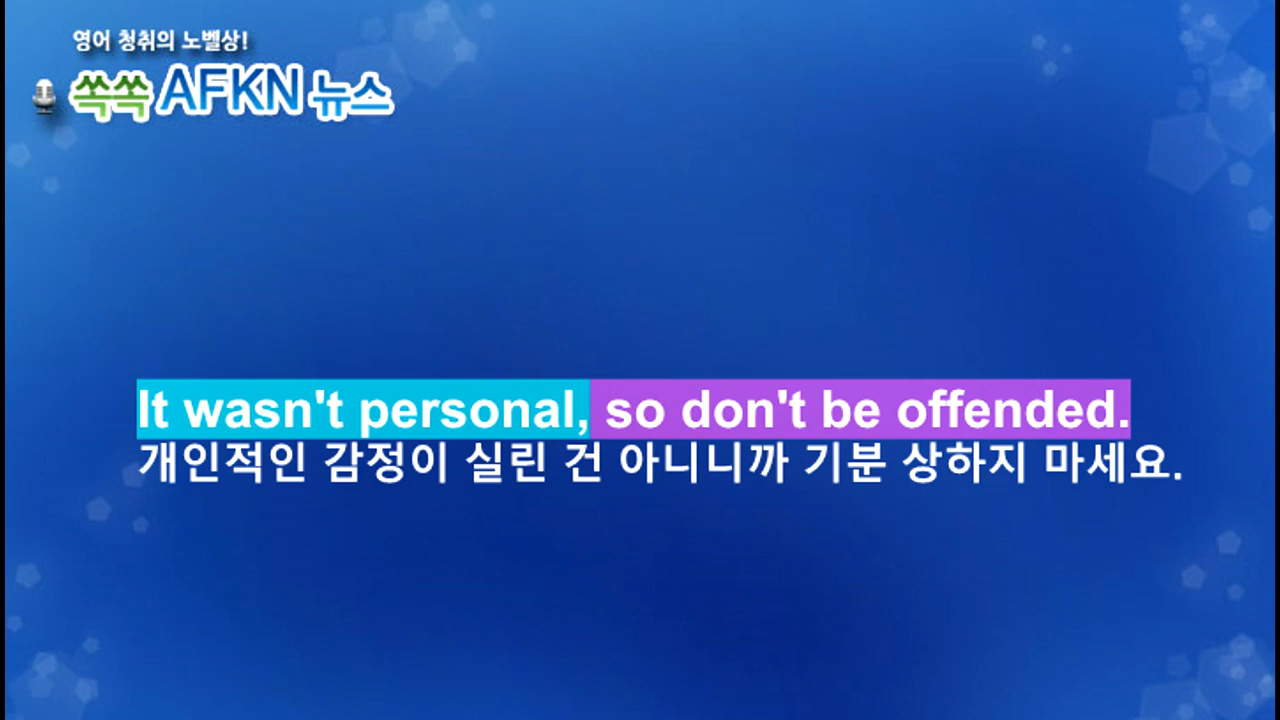 영어 청취의 노벨상!
쏙쏙 AFKN 뉴스
It wasn't personal, so don't be offended.
개인적인 감정이 실린 건 아니니까 기분 상하지 마세요.